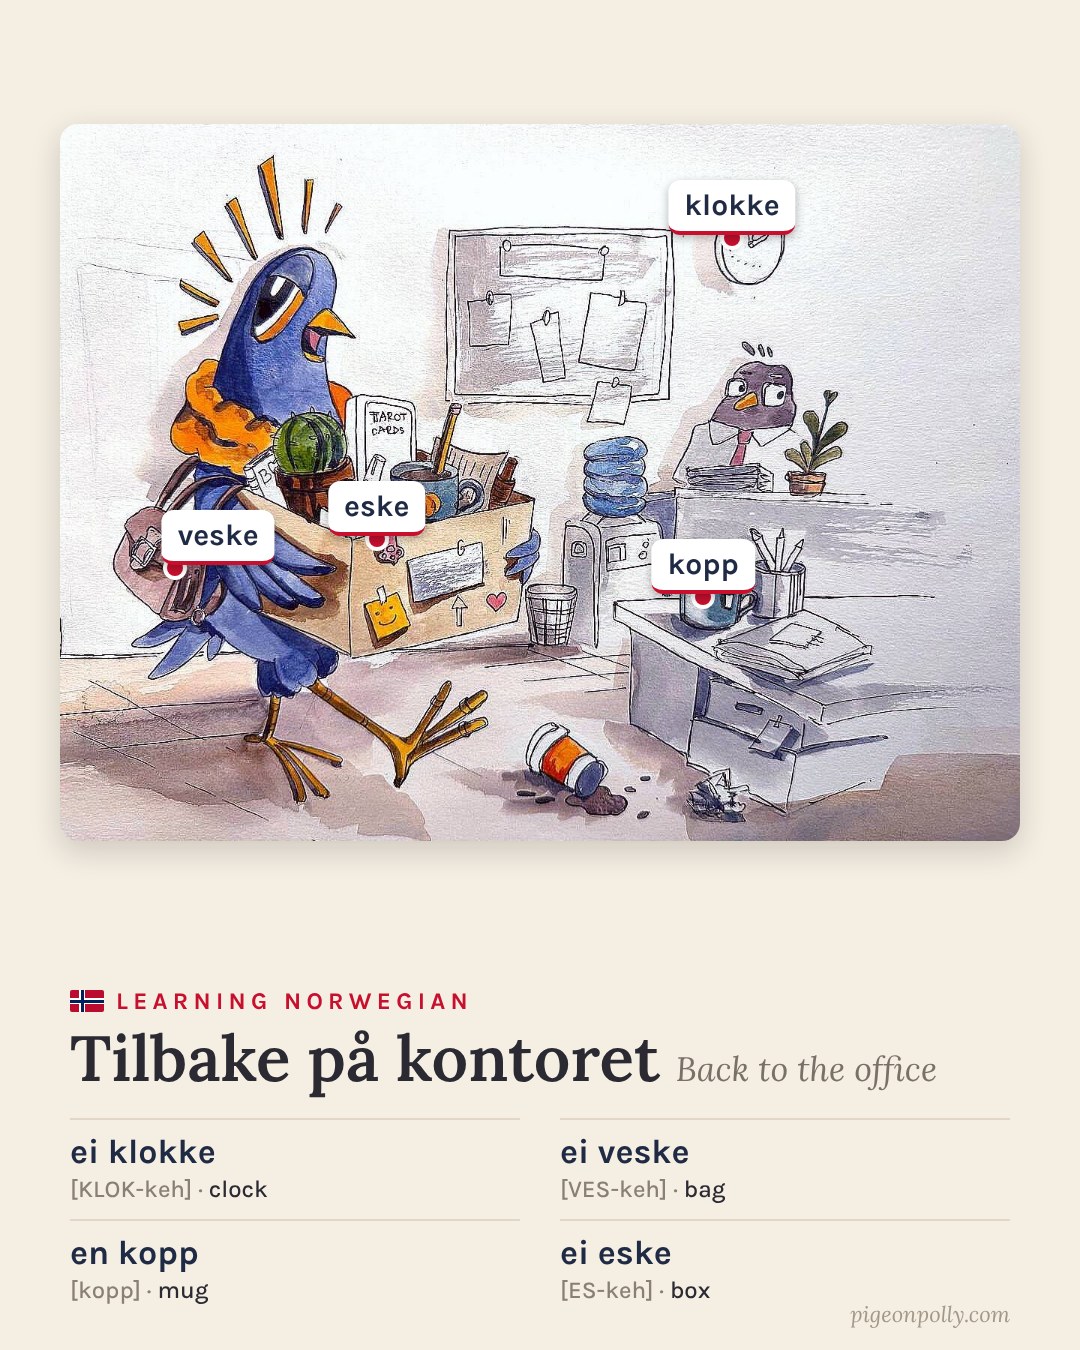 klokke
TAROT
CARDS
eske
veske
kopp
LEARNING NORWEGIAN
Tilbake på kontoret Back to the office
ei klokke
[KLOK-keh] · clock
ei veske
[VES-keh] · bag
en kopp
[kopp] · mug
ei eske
[ES-keh] · box
pigeonpolly.com